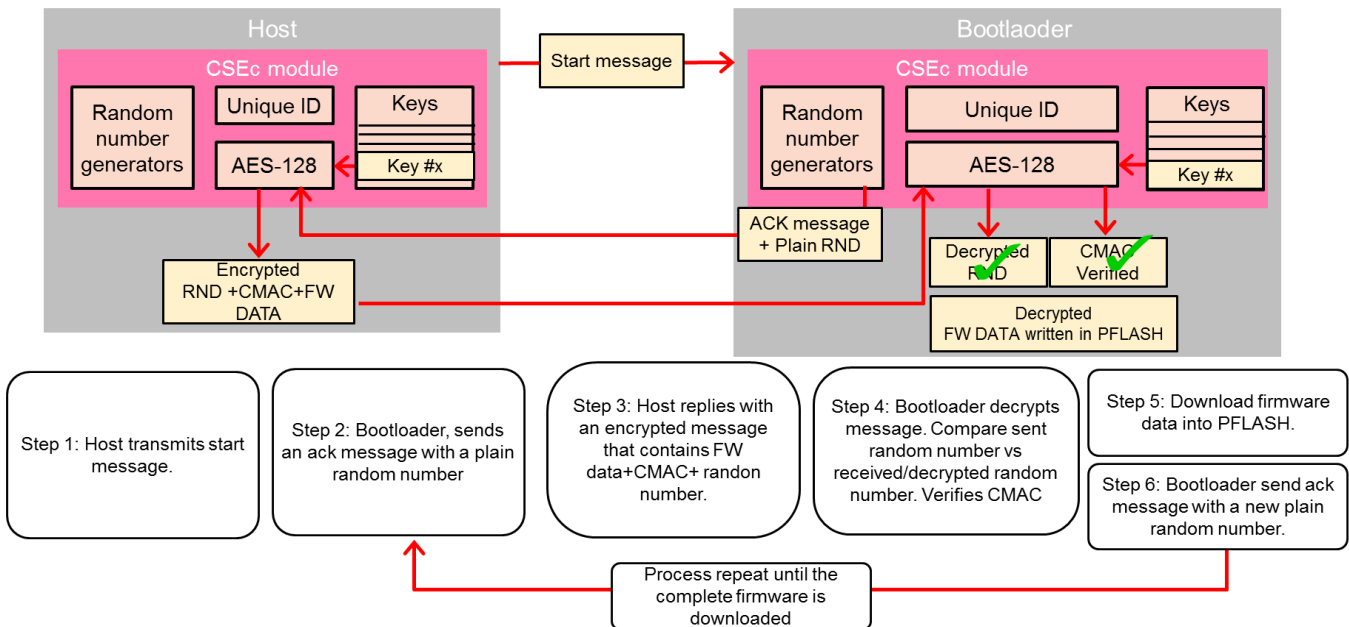 Host
CSEc module
Random
number
generators
Unique ID
AES-128
Keys
Key #x
Encrypted
RND +CMAC+FW
DATA
Start message
Bootlaoder
CSEc module
Random
number
generators
Unique ID
AES-128
Keys
Key #x
ACK message
+ Plain RND
Decrypted
RND
CMAC
Verified
Decrypted
FW DATA written in PFLASH
Step 1: Host transmits start
message.
Step 2: Bootloader, sends
an ack message with a plain
random number
Step 3: Host replies with
an encrypted message
that contains FW
data+CMAC+ randon
number.
Step 4: Bootloader decrypts
message. Compare sent
random number vs
received/decrypted random
number. Verifies CMAC
Step 5: Download firmware
data into PFLASH.
Step 6: Bootloader send ack
message with a new plain
random number.
Process repeat until the
complete firmware is
downloaded